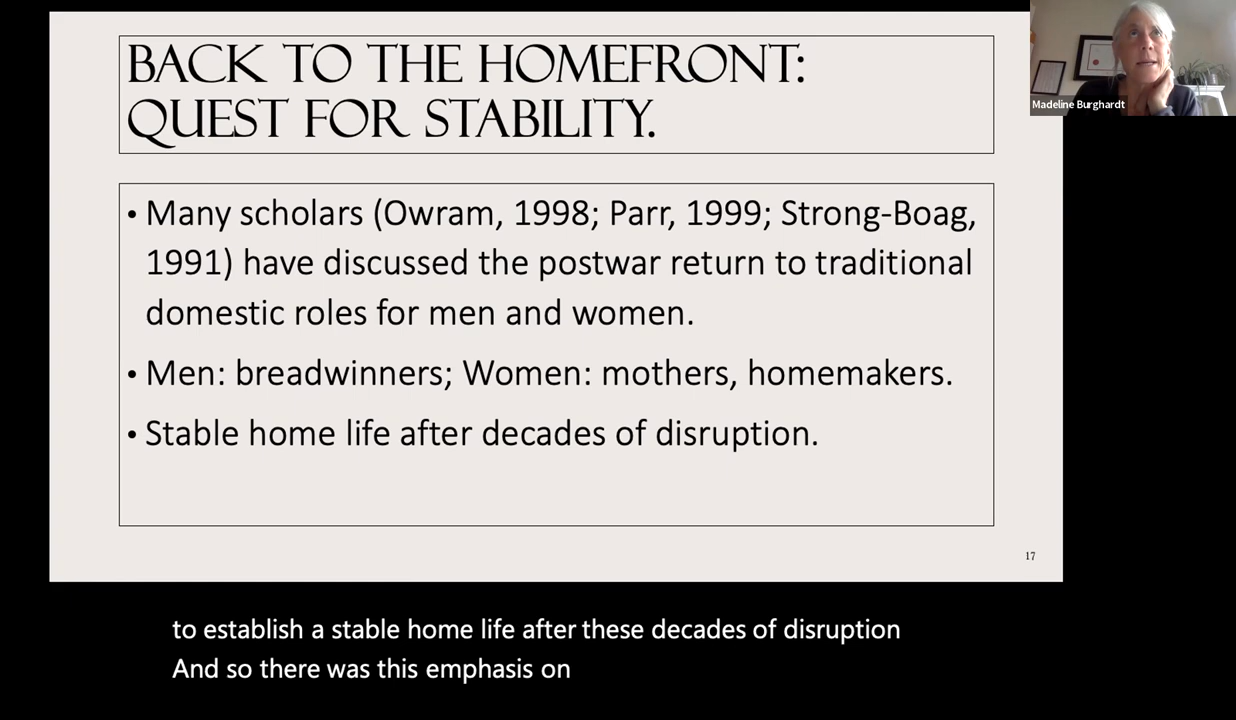 BACK TO THE HOMEFRONT:
QUEST FOR STABILITY.
Madeline Burghardt
• Many scholars (Owram, 1998; Parr, 1999; Strong-Boag,
1991) have discussed the postwar return to traditional
domestic roles for men and women.
• Men: breadwinners; Women: mothers, homemakers.
• Stable home life after decades of disruption.
17
to establish a stable home life after these decades of disruption
And so there was this emphasis on